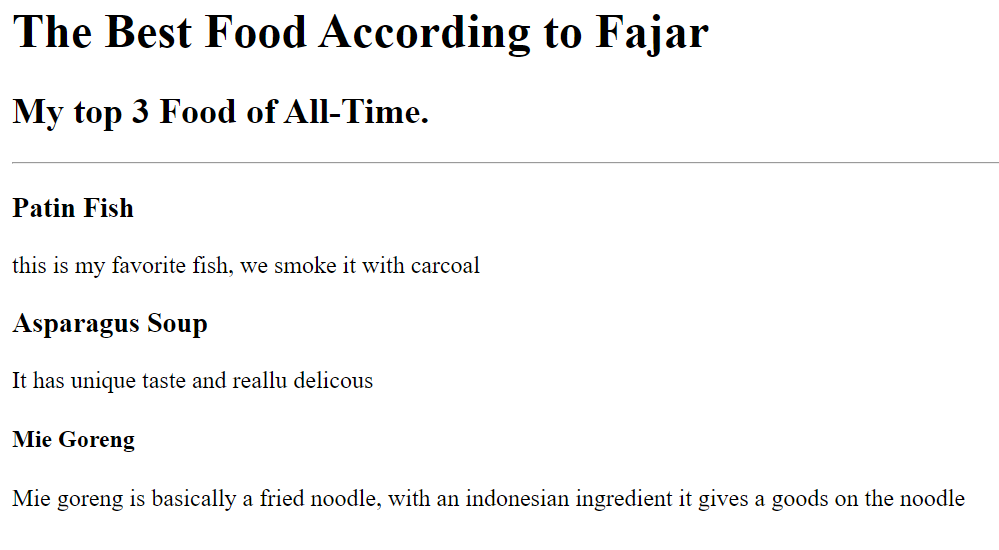 The Best Food According to Fajar
My top 3 Food of All-Time.
Patin Fish
this is my favorite fish, we smoke it with carcoal
Asparagus Soup
It has unique taste and reallu delicous
Mie Goreng
Mie goreng is basically a fried noodle, with an indonesian ingredient it gives a goods on the noodle